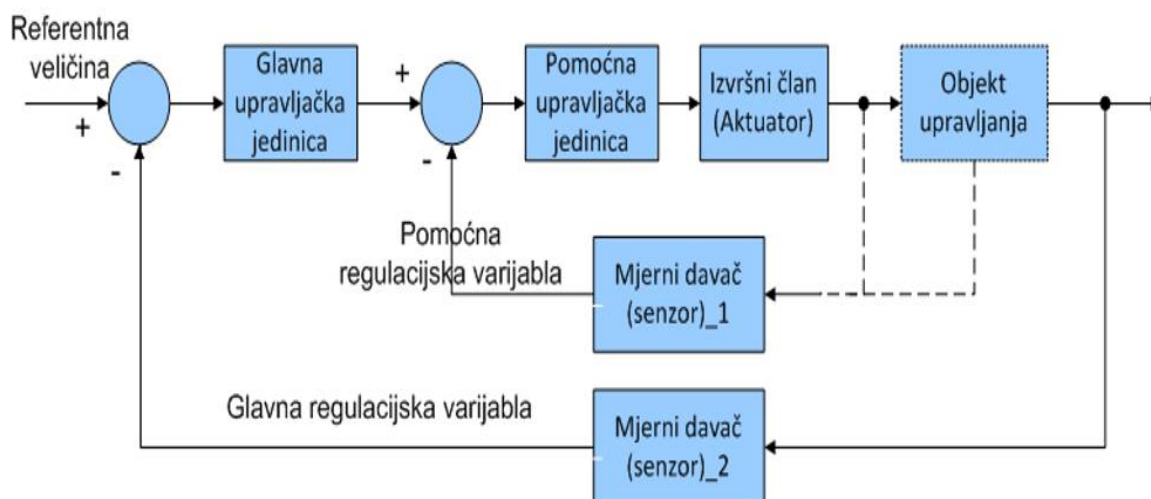 Referentna
veličina
+
-
Glavna
upravljačka
jedinica
+
-
Pomoćna
upravljačka
jedinica
Izvršni član
(Aktuator)
Objekt
upravljanja
Pomoćna
regulacijska varijabla
Mjerni davač
(senzor)_1
Glavna regulacijska varijabla
Mjerni davač
(senzor)_2